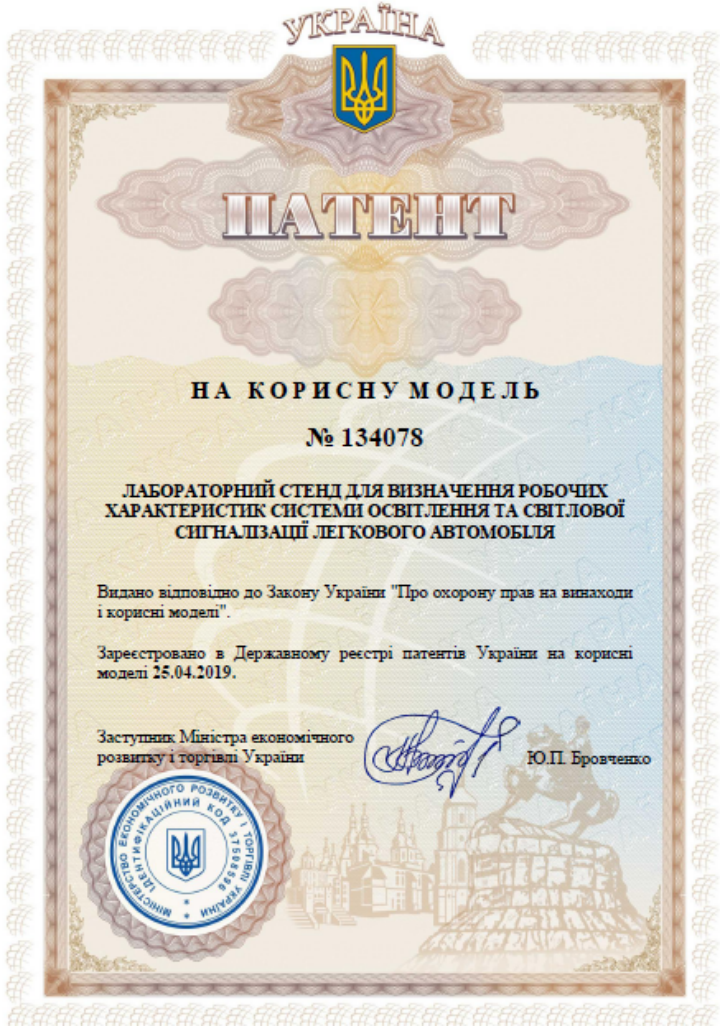 УКРАЇНА
ПАТЕНТ
НА КОРИСНУ МОДЕЛЬ
№ 134078
ЛАБОРАТОРНИЙ СТЕНД ДЛЯ ВИЗНАЧЕННЯ РОБОЧИХ
ХАРАКТЕРИСТИК СИСТЕМИ ОСВІТЛЕННЯ ТА СВІТЛОВОЇ
СИГНАЛІЗАЦІЇ ЛЕГКОВОГО АВТОМОБІЛЯ
Видано відповідно до Закону України "Про охорону прав на винаходи
і корисні моделі".
Зареєстровано в Державному реєстрі патентів України на корисні
моделі 25.04.2019.
Заступник Міністра економічного
розвитку і торгівлі України
Ю.П. Бровченко
МІНІСТЕРСТВО ЕКОНОМІЧНОГО РОЗВИТКУ І ТОРГІВЛІ УКРАЇНИ
ІДЕНТИФІКАЦІЙНИЙ КОД 37508596